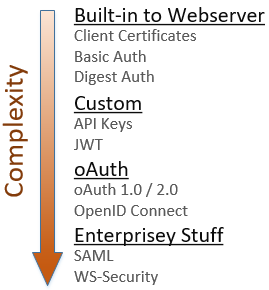 Complexity
Built-in to Webserver
Client Certificates
Basic Auth
Digest Auth
Custom
API Keys
JWT
oAuth
oAuth 1.0 / 2.0
OpenID Connect
Enterprisey Stuff
SAML
WS-Security